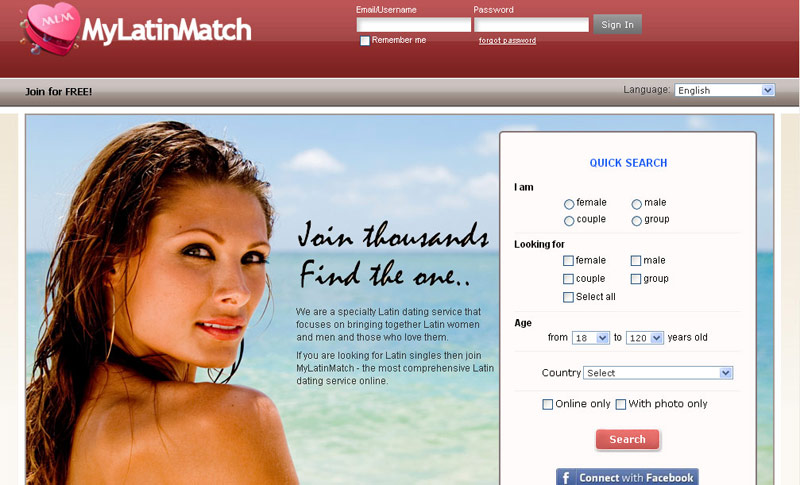 MLM
MyLatinMatch
Email/Username Password
Sign In
Remember me forgot password
Join for FREE!
Language: English
QUICK SEARCH
I am
female male
couple group
Looking for
female male
couple group
Select all
Age
from 18 to 120 years old
Country Select
Online only With photo only
Search
f Connect with Facebook
Join thousands
Find the one..
We are a specialty Latin dating service that
focuses on bringing together Latin women
and men and those who love them.
If you are looking for Latin singles then join
MyLatinMatch - the most comprehensive Latin
dating service online.